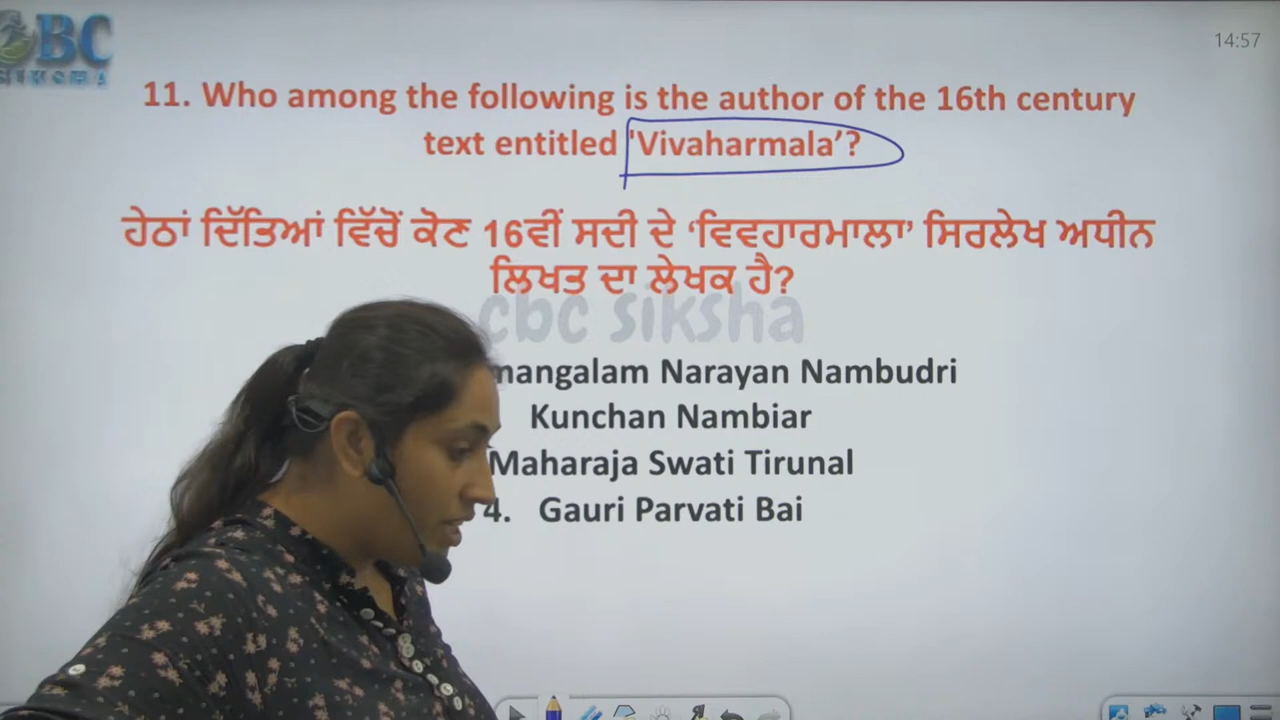 BC
SIKSHA
14:57
11. Who among the following is the author of the 16th century
text entitled 'Vivaharmala’?
ਹੇਠਾਂ ਦਿੱਤਿਆਂ ਵਿੱਚੋਂ ਕੋਣ 16ਵੀਂ ਸਦੀ ਦੇ ‘ਵਿਵਹਾਰਮਾਲਾ’ ਸਿਰਲੇਖ ਅਧੀਨ
ਲਿਖਤ ਦਾ ਲੇਖਕ ਹੈ?
cbc siksha
Narayan Nambudri
Kunchan Nambiar
Maharaja Swati Tirunal
4. Gauri Parvati Bai